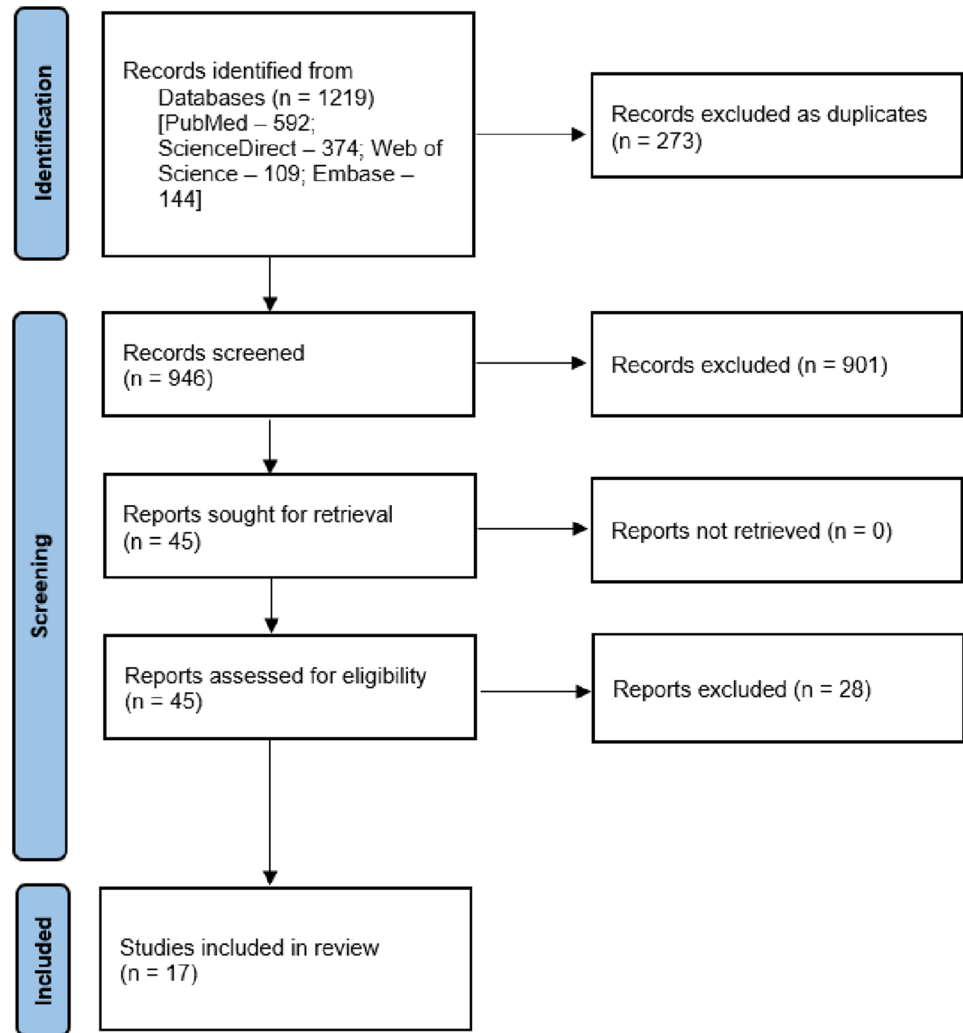 Identification
Records identified from
Databases (n = 1219)
[PubMed – 592;
ScienceDirect – 374; Web of
Science – 109; Embase –
144]
Records excluded as duplicates
(n = 273)
Screening
Records screened
(n = 946)
Records excluded (n = 901)
Reports sought for retrieval
(n = 45)
Reports not retrieved (n = 0)
Reports assessed for eligibility
(n = 45)
Reports excluded (n = 28)
Included
Studies included in review
(n = 17)